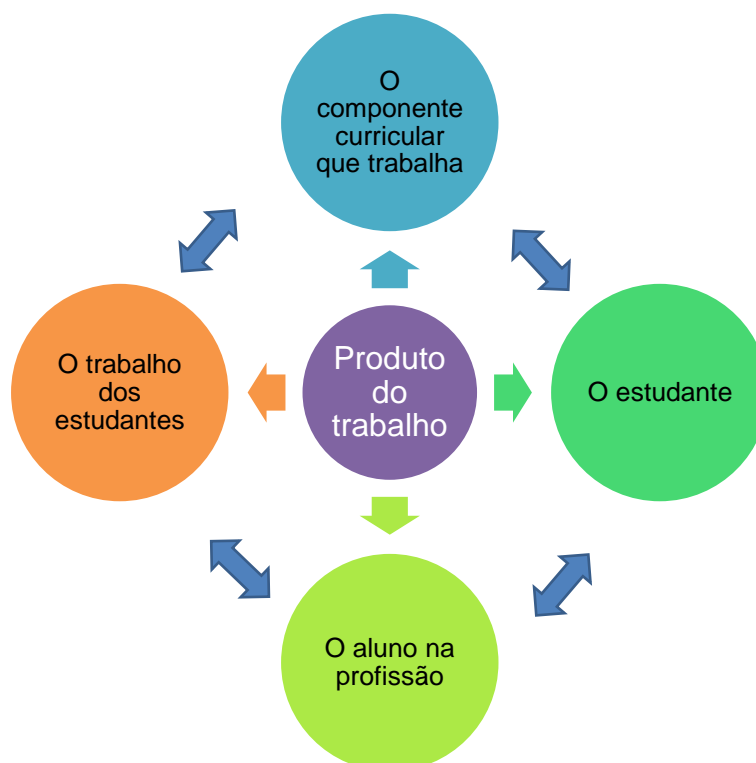 O
componente
curricular
que trabalha
O trabalho
dos
estudantes
Produto
do
trabalho
O estudante
O aluno na
profissão